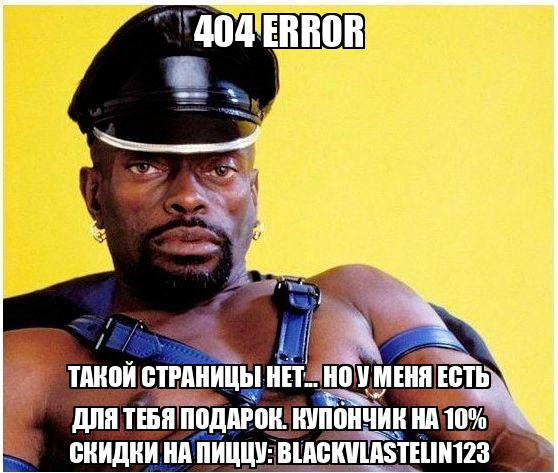 404 ERROR
ТАКОЙ СТРАНИЦЫ НЕТ... НО У МЕНЯ ЕСТЬ
ДЛЯ ТЕБЯ ПОДАРОК. КУПОНЧИК НА 10%
СКИДКИ НА ПИЦЦУ: BLACKVLASTELIN123